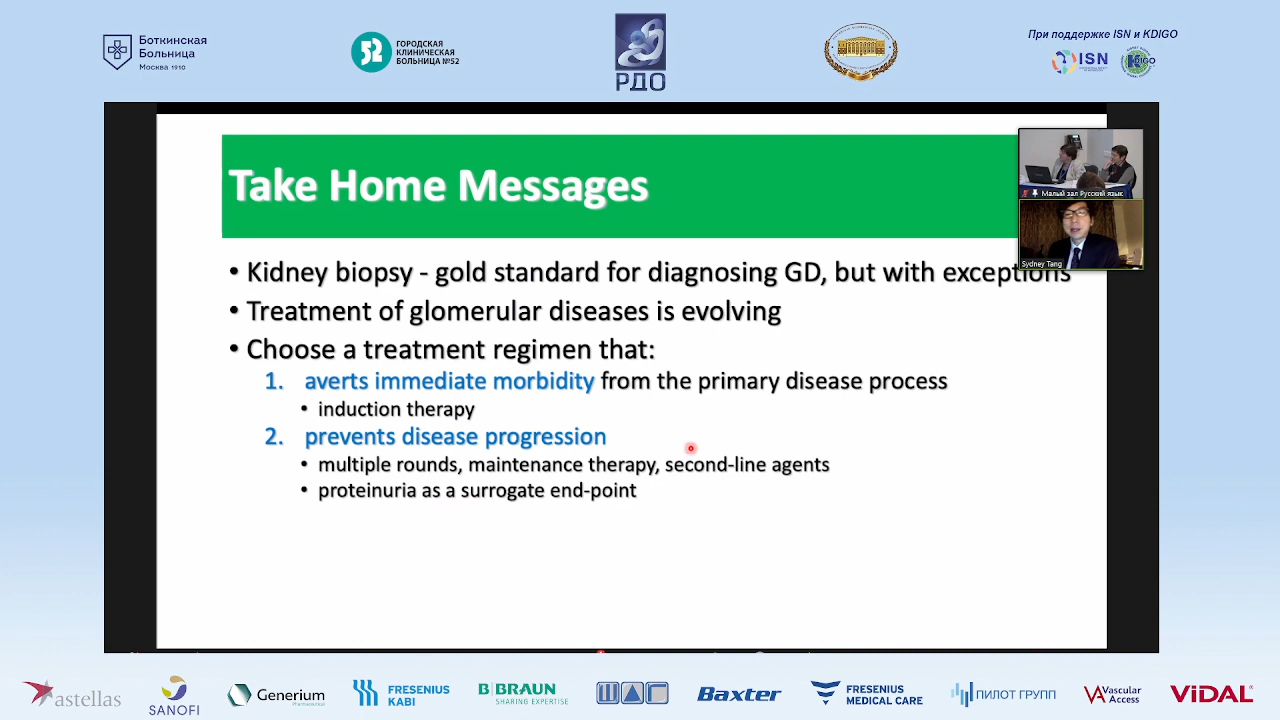 Боткинская
Больница
Москва 1910
52
ГОРОДСКАЯ
КЛИНИЧЕСКАЯ
БОЛЬНИЦА №52
РДО
При поддержке ISN и KDIGO
ISN
KDIGO
Take Home Messages
Малый зал Русский язык
Sydney Tang
• Kidney biopsy - gold standard for diagnosing GD, but with exceptions
• Treatment of glomerular diseases is evolving
• Choose a treatment regimen that:
1. averts immediate morbidity from the primary disease process
• induction therapy
2. prevents disease progression
• multiple rounds, maintenance therapy, second-line agents
• proteinuria as a surrogate end-point
astellas
SANOFI
Generium
Pharmaceutical
FRESENIUS
KABI
B|BRAUN
SHARING EXPERTISE
ШАГ
Baxter
FRESENIUS
MEDICAL CARE
ПИЛОТ ГРУПП
VA Vascular
Access
ViDAL